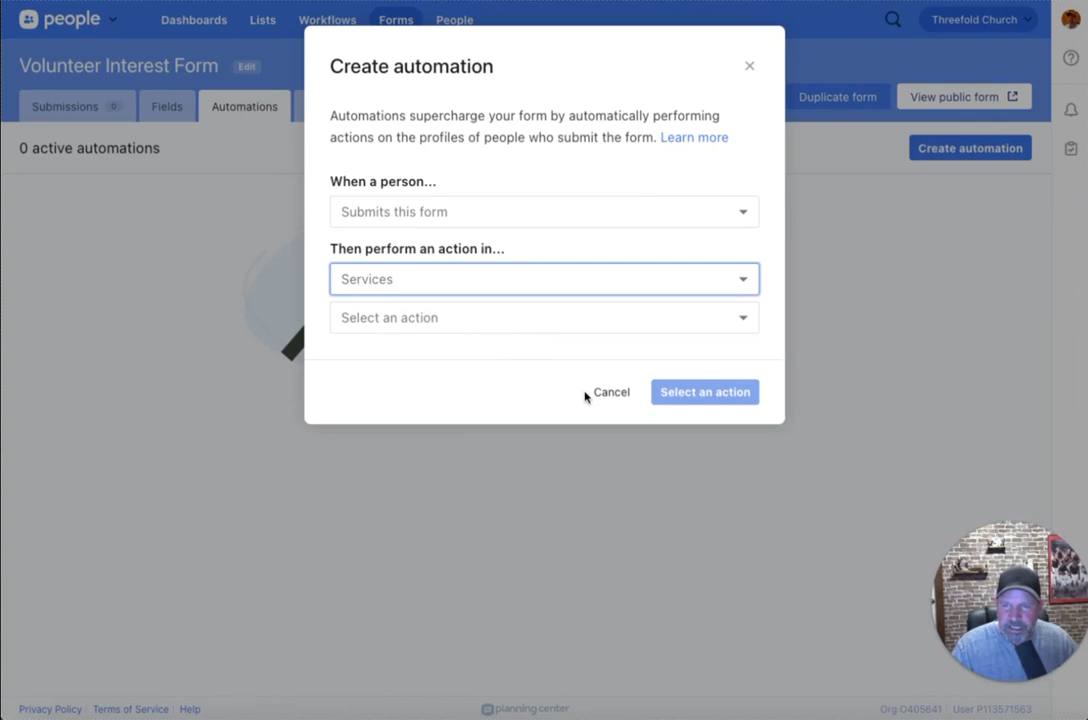 people
Dashboards
Lists
Workflows
Forms
People
Threefold Church
Volunteer Interest Form
Edit
Submissions 0
Fields
Automations
Duplicate form
View public form
0 active automations
Create automation
Create automation
Automations supercharge your form by automatically performing
actions on the profiles of people who submit the form. Learn more
When a person...
Submits this form
Then perform an action in...
Services
Select an action
Cancel
Select an action
Privacy Policy
Terms of Service
Help
planning center
Org O405641
User P113571563